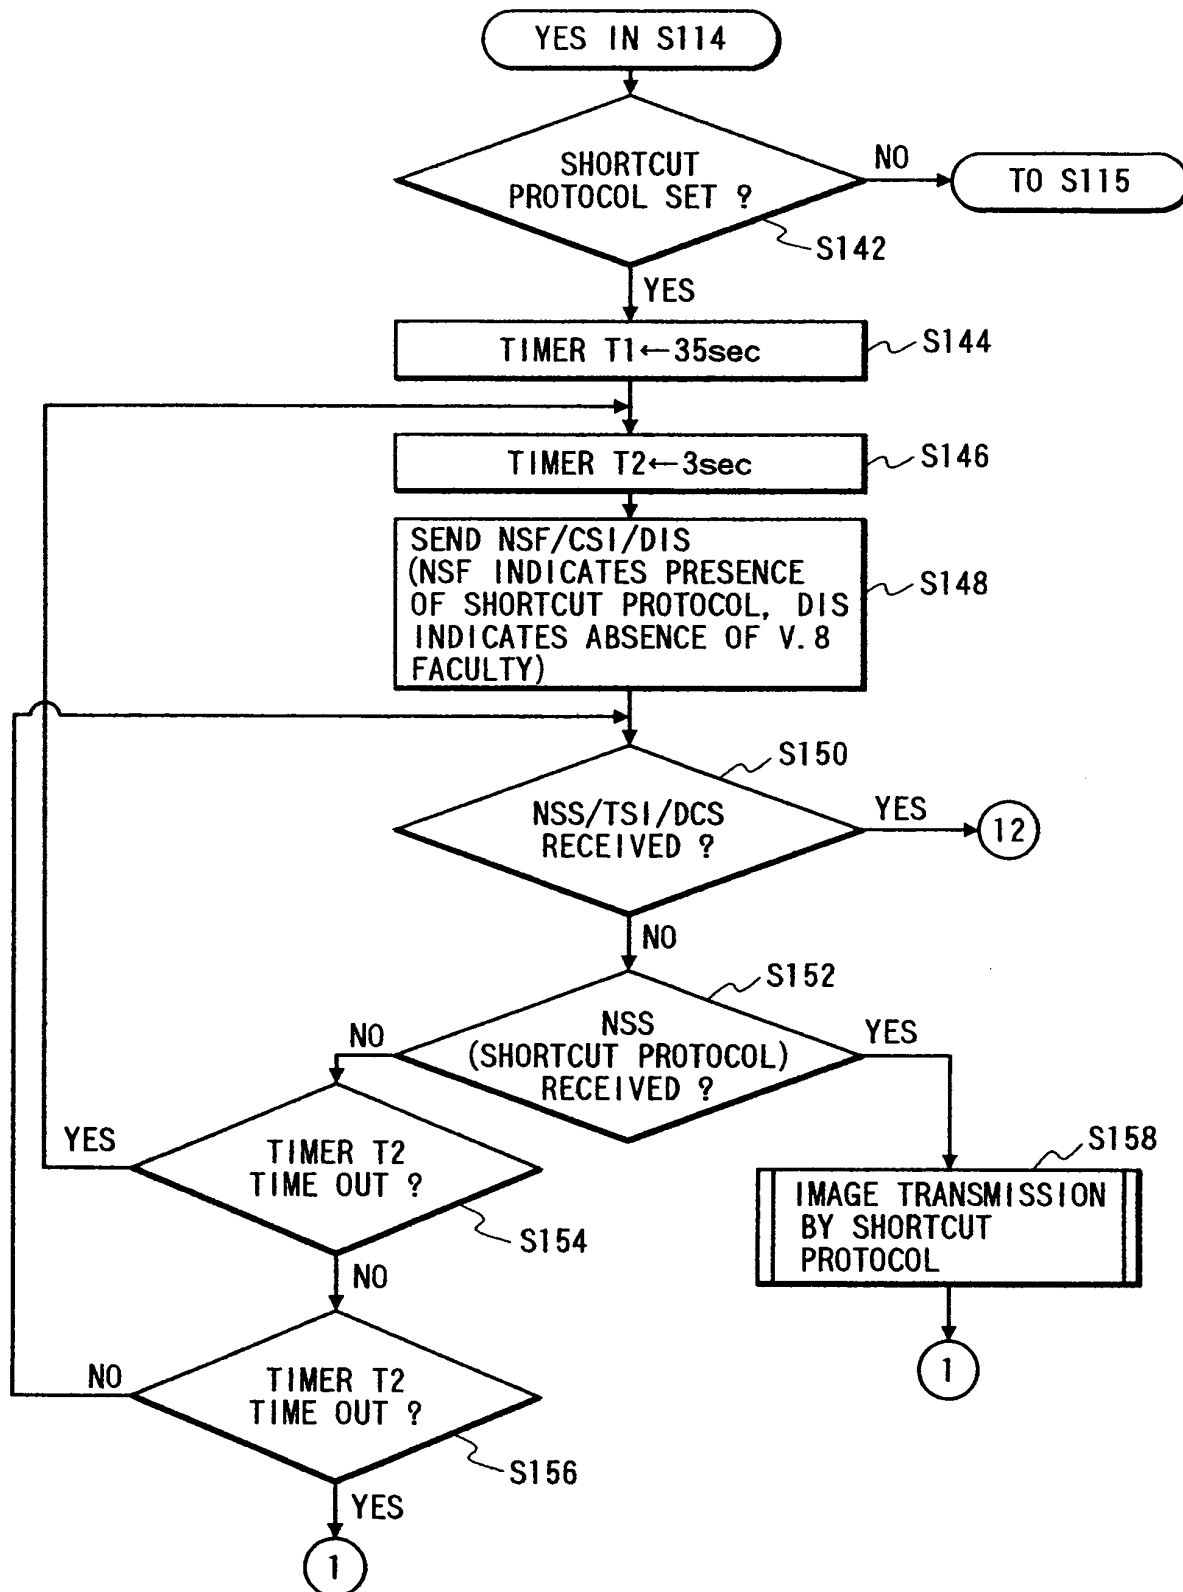 YES IN S114
SHORTCUT
PROTOCOL SET ?
NO
TO S115
S142
YES
TIMER T1←35sec
S144
TIMER T2←3sec
S146
SEND NSF/CSI/DIS
(NSF INDICATES PRESENCE
OF SHORTCUT PROTOCOL, DIS
INDICATES ABSENCE OF V.8
FACULTY)
S148
S150
NSS/TSI/DCS
RECEIVED ?
YES
12
NO
S152
NSS
(SHORTCUT PROTOCOL)
RECEIVED ?
NO
YES
YES
TIMER T2
TIME OUT ?
S154
S158
IMAGE TRANSMISSION
BY SHORTCUT
PROTOCOL
NO
1
NO
TIMER T2
TIME OUT ?
S156
YES
1